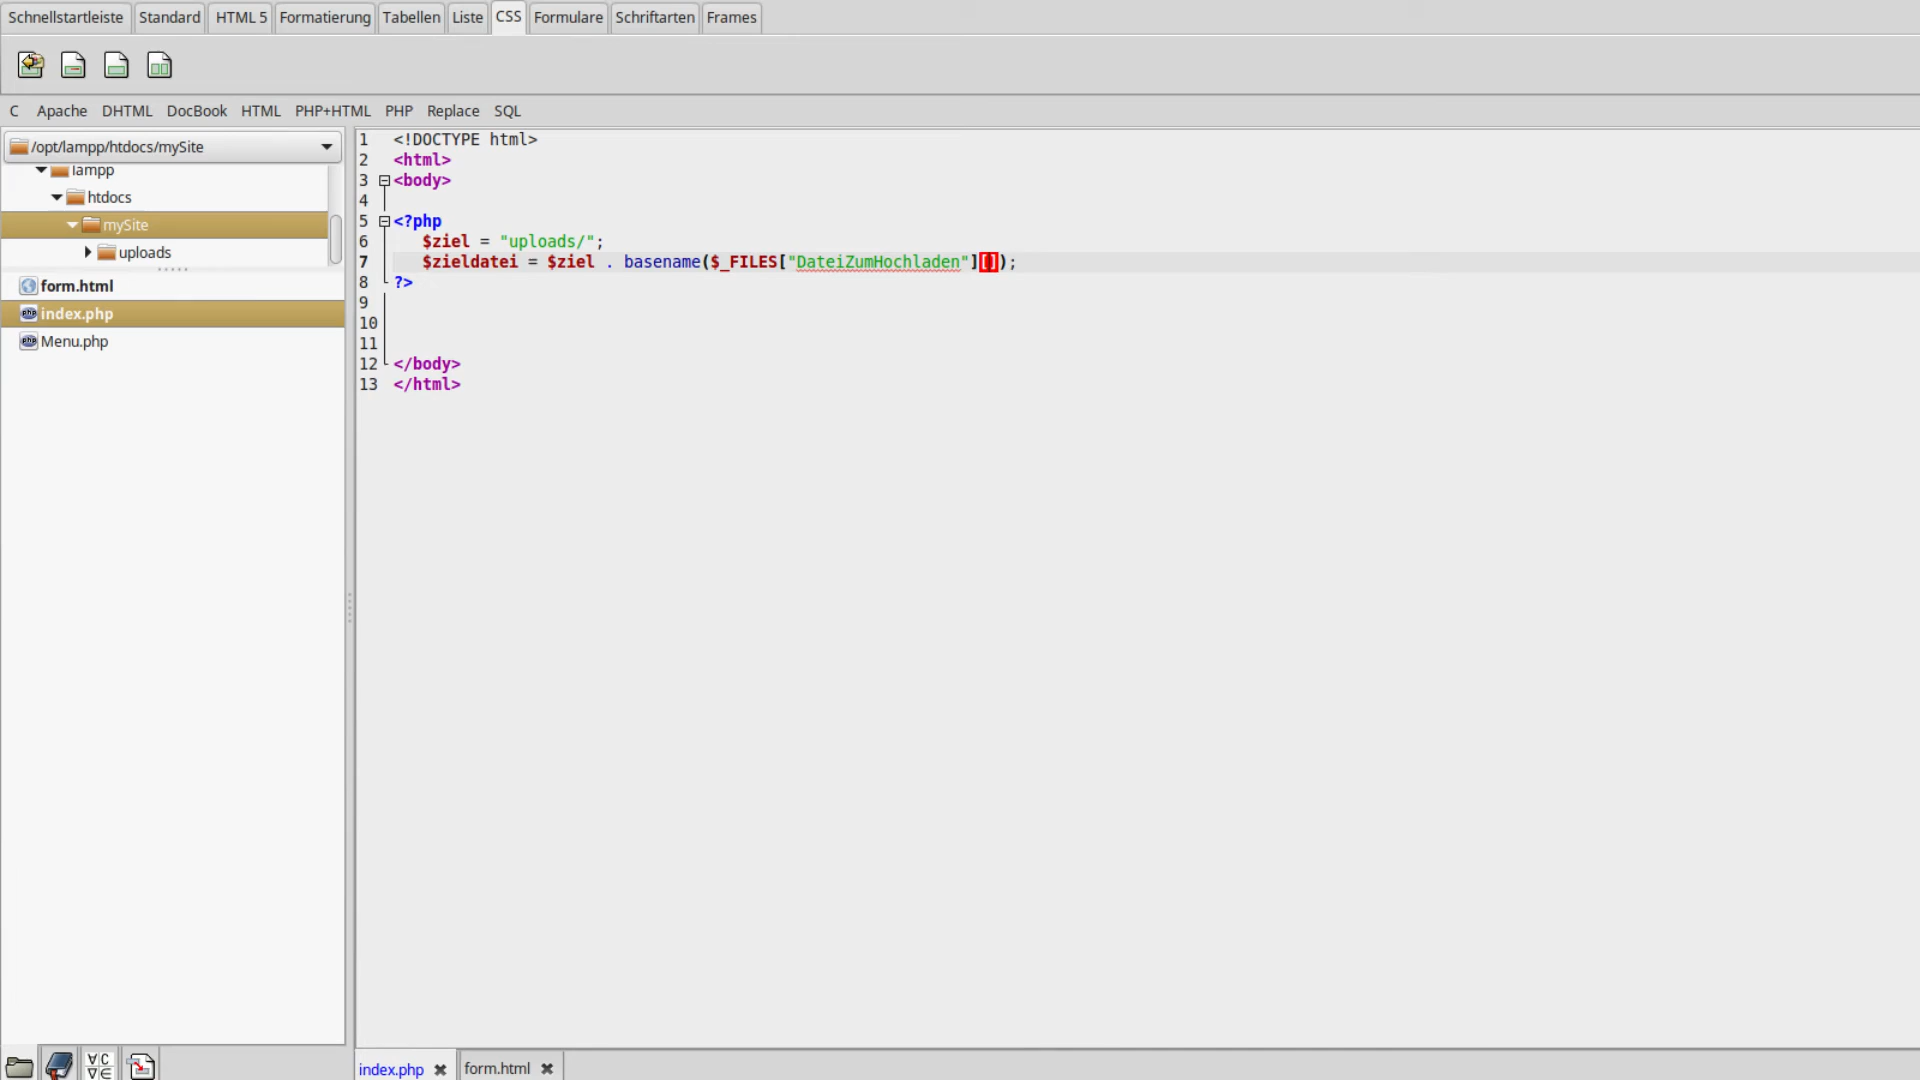 Schnellstartleiste Standard HTML 5 Formatierung Tabellen Liste CSS Formulare Schriftarten Frames
C Apache DHTML DocBook HTML PHP+HTML PHP Replace SQL
/opt/lampp/htdocs/mySite
lampp
htdocs
mySite
uploads
form.html
index.php
Menu.php
1 <!DOCTYPE html>
2 <html>
3 <body>
4
5 <?php
6 $ziel = "uploads/";
7 $zieldatei = $ziel . basename($_FILES["DateiZumHochladen"][]);
8 ?>
9
10
11
12 </body>
13 </html>
index.php form.html